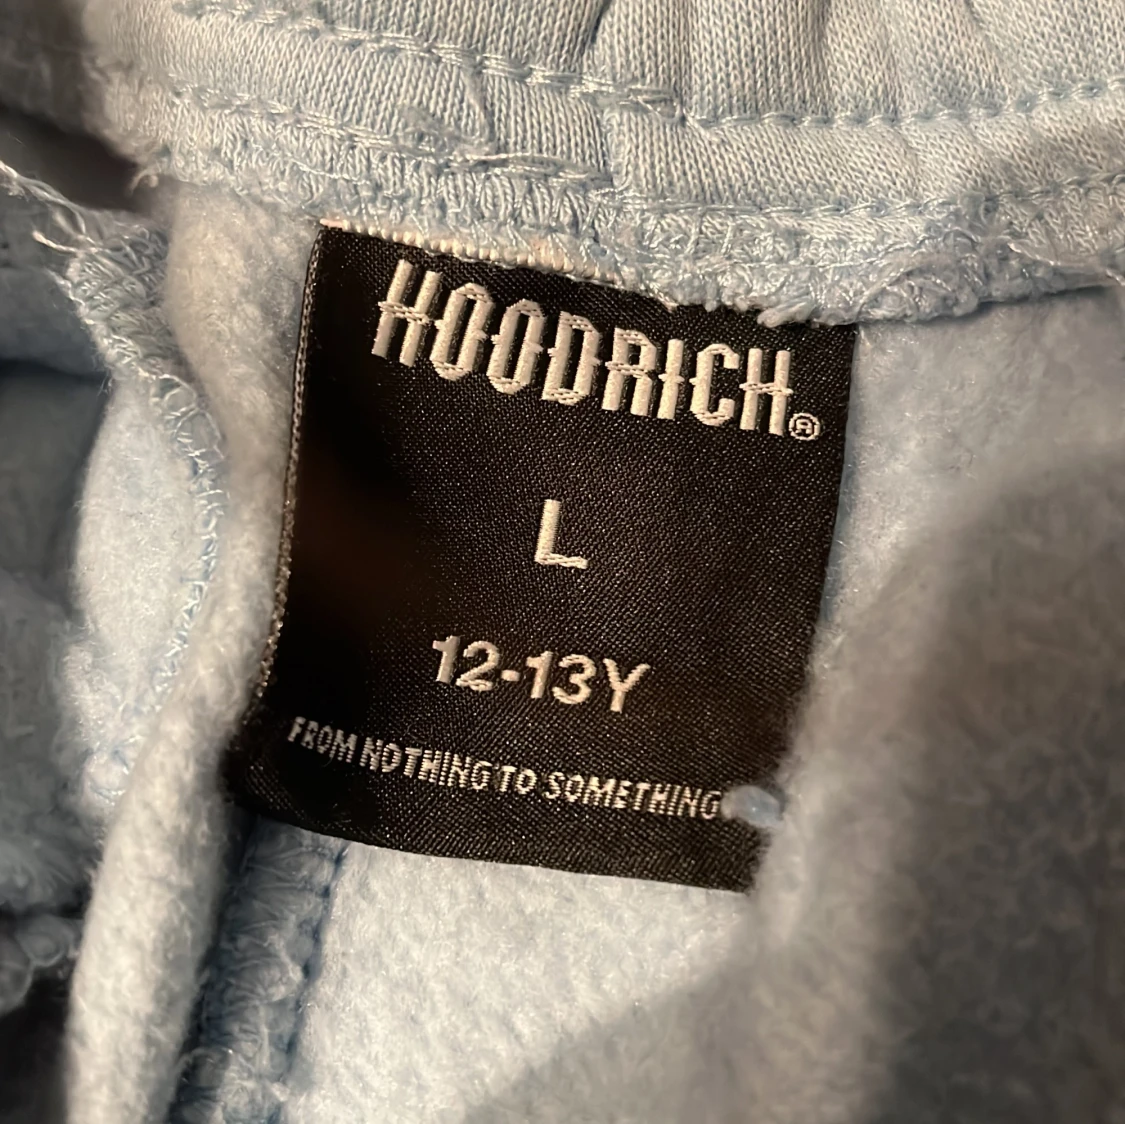 HOODRICH®
L
12-13Y
FROM NOTHING TO SOMETHING